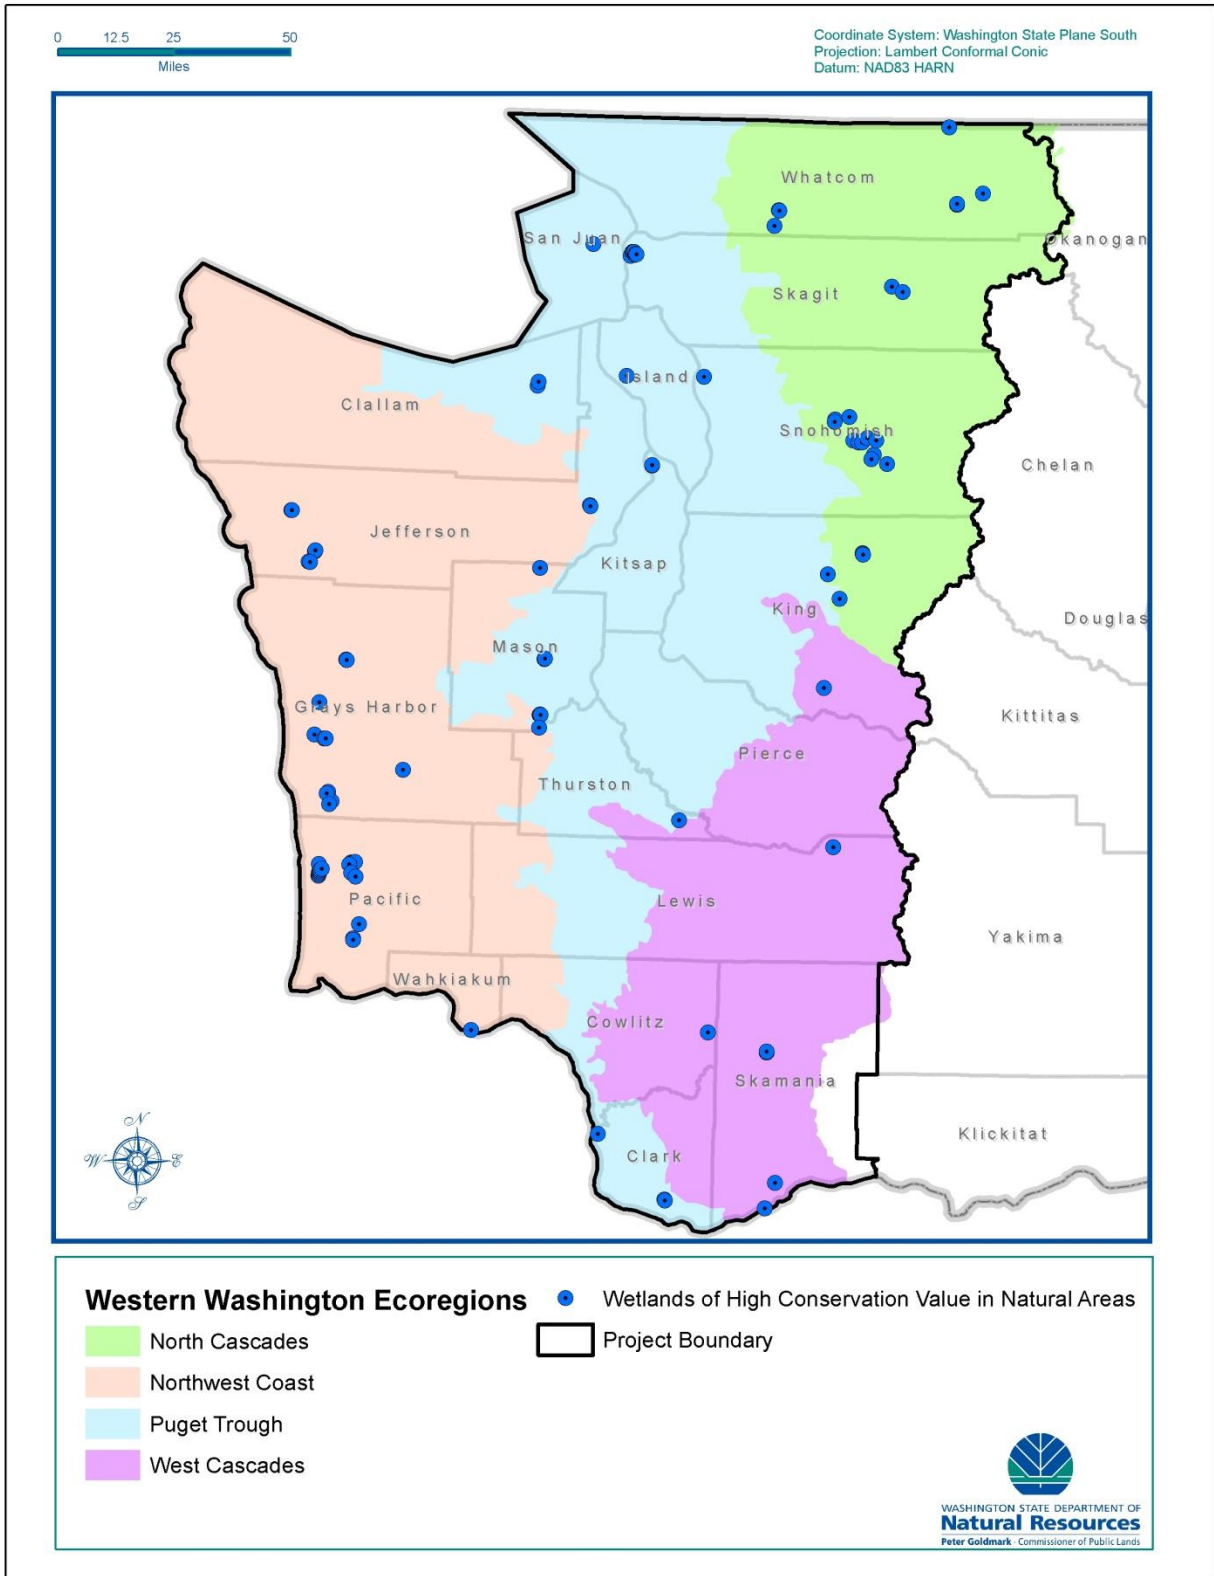 0 12.5 25 50
Miles
Coordinate System: Washington State Plane South
Projection: Lambert Conformal Conic
Datum: NAD83 HARN
Whatcom
San Juan
Okanogan
Skagit
Island
Clallam
Snohomish
Chelan
Jefferson
Kitsap
King
Douglas
Mason
Grays Harbor
Kittitas
Pierce
Thurston
Pacific
Lewis
Yakima
Wahkiakum
Cowlitz
Skamania
Klickitat
Clark
N
W E
S
Western Washington Ecoregions
North Cascades
Northwest Coast
Puget Trough
West Cascades
Wetlands of High Conservation Value in Natural Areas
Project Boundary
WASHINGTON STATE DEPARTMENT OF
Natural Resources
Peter Goldmark - Commissioner of Public Lands